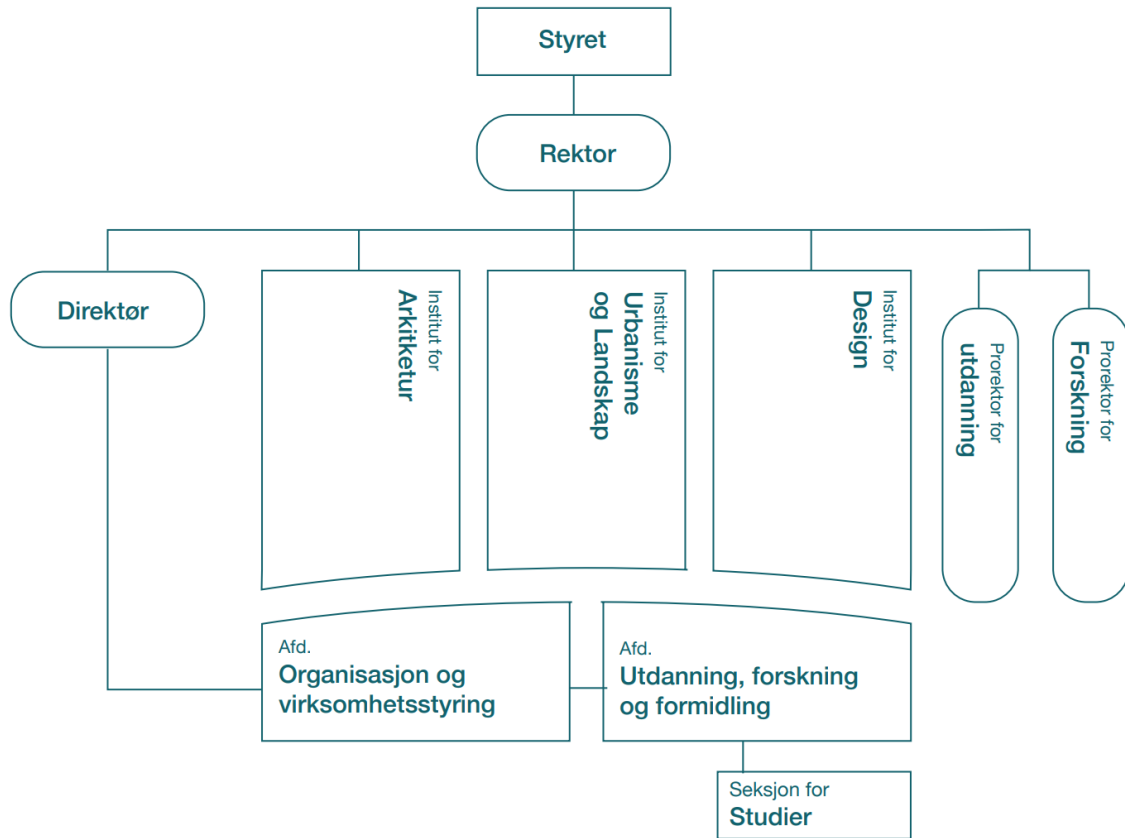 Styret
Rektor
Direktør
Institut for
Arkitketur
Institut for
Urbanisme
og Landskap
Institut for
Design
Prorektor for
utdanning
Prorektor for
Forskning
Afd.
Organisasjon og
virksomhetsstyring
Afd.
Utdanning, forskning
og formidling
Seksjon for
Studier